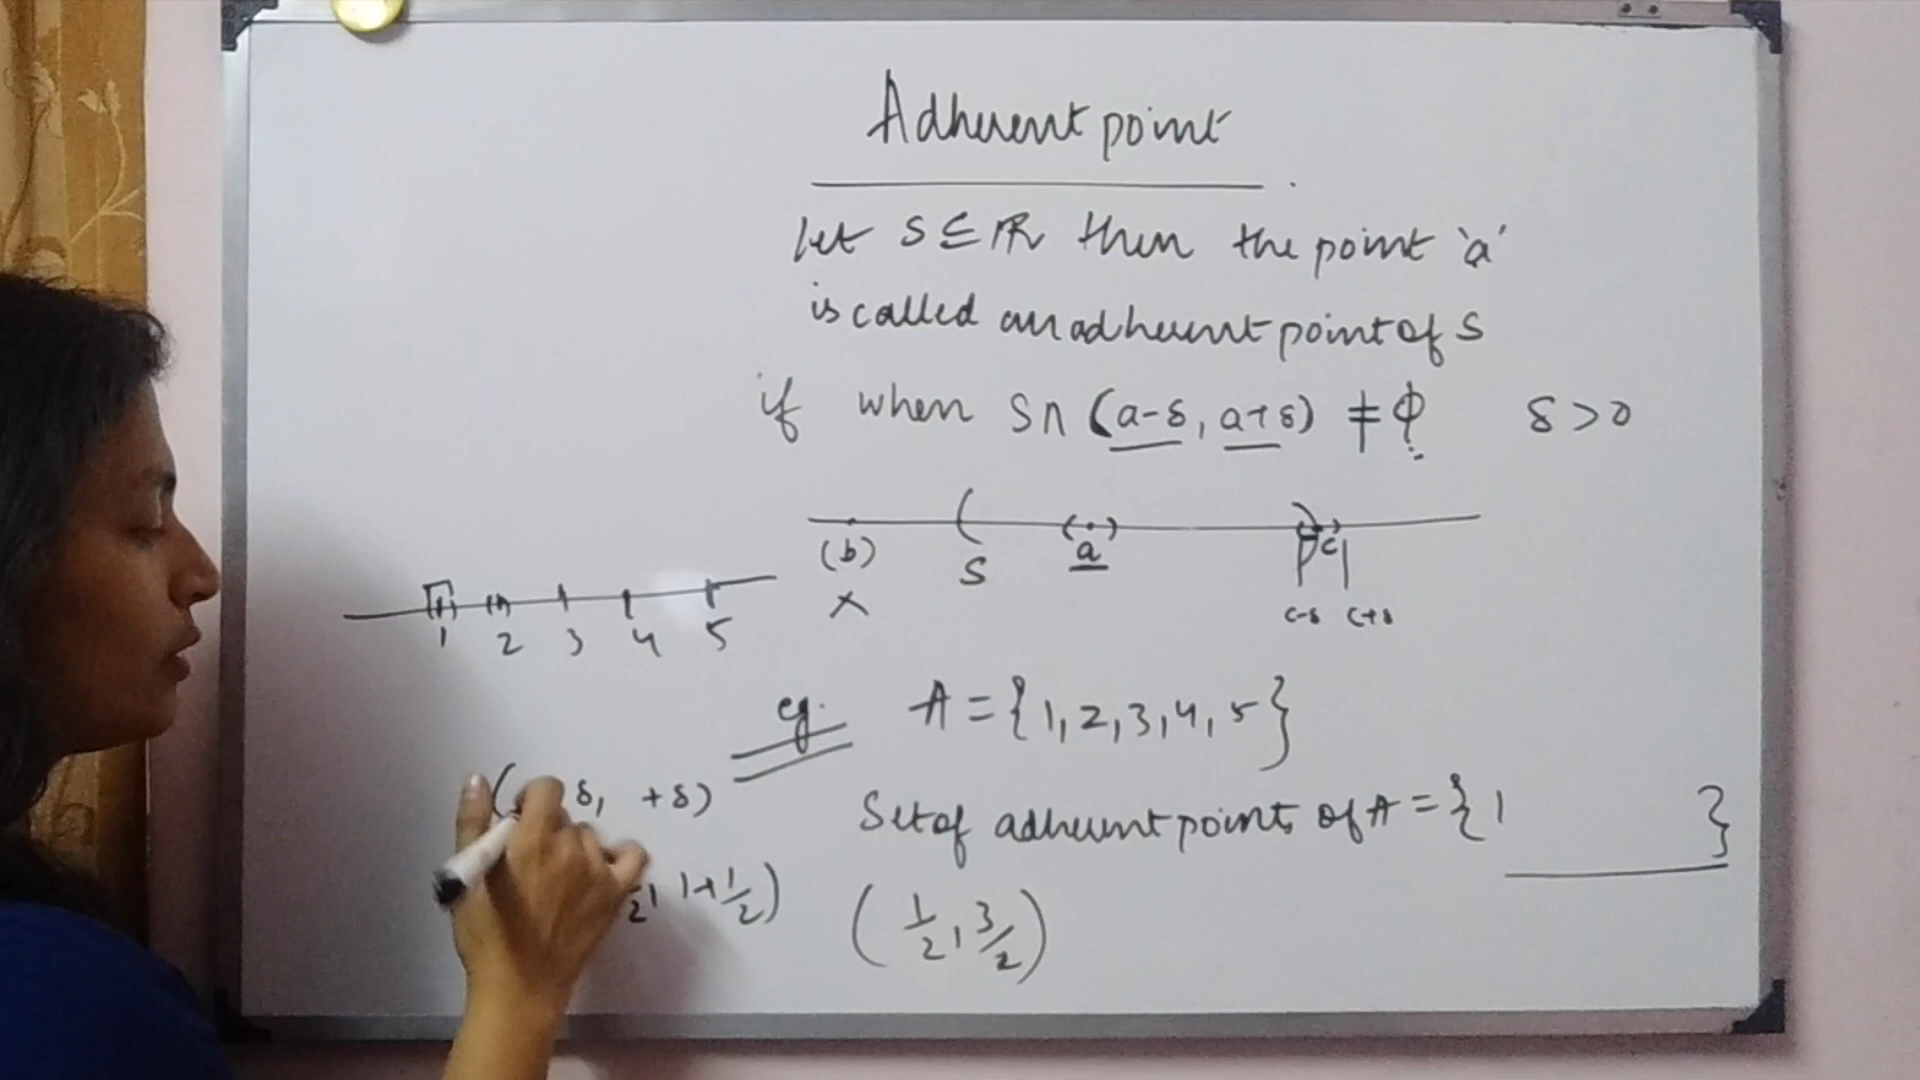 Adherent point
Let S ⊆ ℝ then the point 'a'
is called an adherent point of S
if when S∩ (a-δ, a+δ) ≠ ϕ δ > 0
(b) S a c
c-δ c+δ
1 2 3 4 5
eg. A = {1, 2, 3, 4, 5}
( δ, +δ)
Set of adherent points of A = {1 }
1/2, 1+1/2)
(1/2, 3/2)